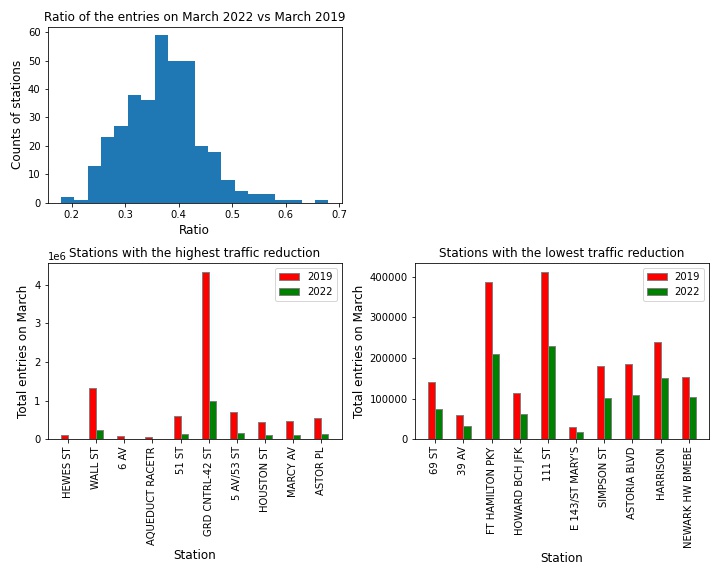 Ratio of the entries on March 2022 vs March 2019
60
50
40
30
20
10
0
Counts of stations
0.2 0.3 0.4 0.5 0.6 0.7
Ratio
1e6
Stations with the highest traffic reduction
2019
2022
4
3
2
1
0
Total entries on March
HEWES ST
WALL ST
6 AV
AQUEDUCT RACETR
51 ST
GRD CNTRL-42 ST
5 AV/53 ST
HOUSTON ST
MARCY AV
ASTOR PL
Station
Stations with the lowest traffic reduction
2019
2022
400000
300000
200000
100000
0
Total entries on March
69 ST
39 AV
FT HAMILTON PKY
HOWARD BCH JFK
111 ST
E 143/ST MARY'S
SIMPSON ST
ASTORIA BLVD
HARRISON
NEWARK HW BMEBE
Station